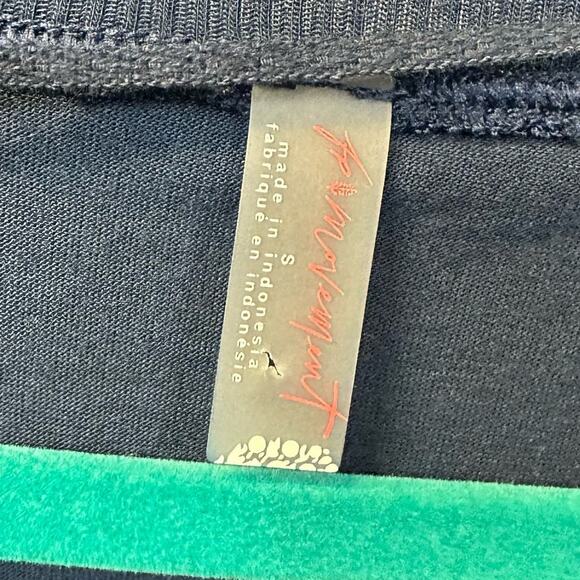 fp movement
S
made in indonesia
fabriqué en indonésie